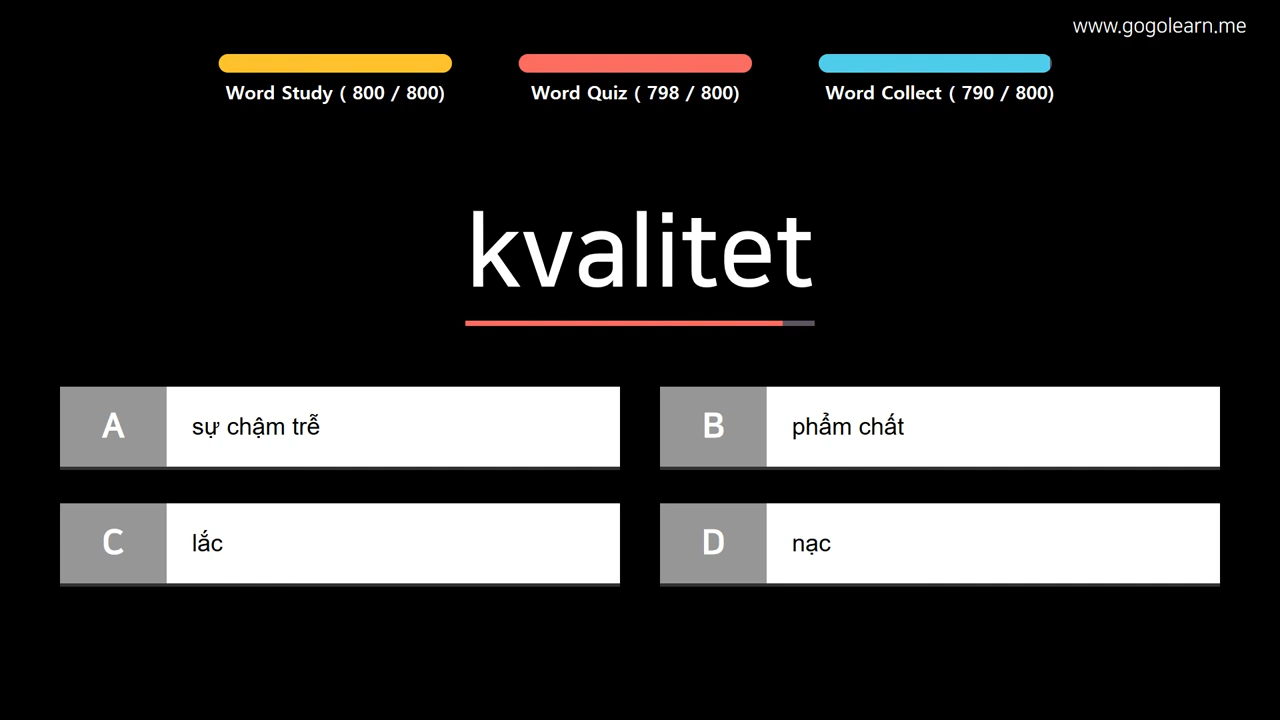 www.gogolearn.me
Word Study ( 800 / 800)
Word Quiz ( 798 / 800)
Word Collect ( 790 / 800)
kvalitet
A
sự chậm trễ
B
phẩm chất
C
lắc
D
nạc